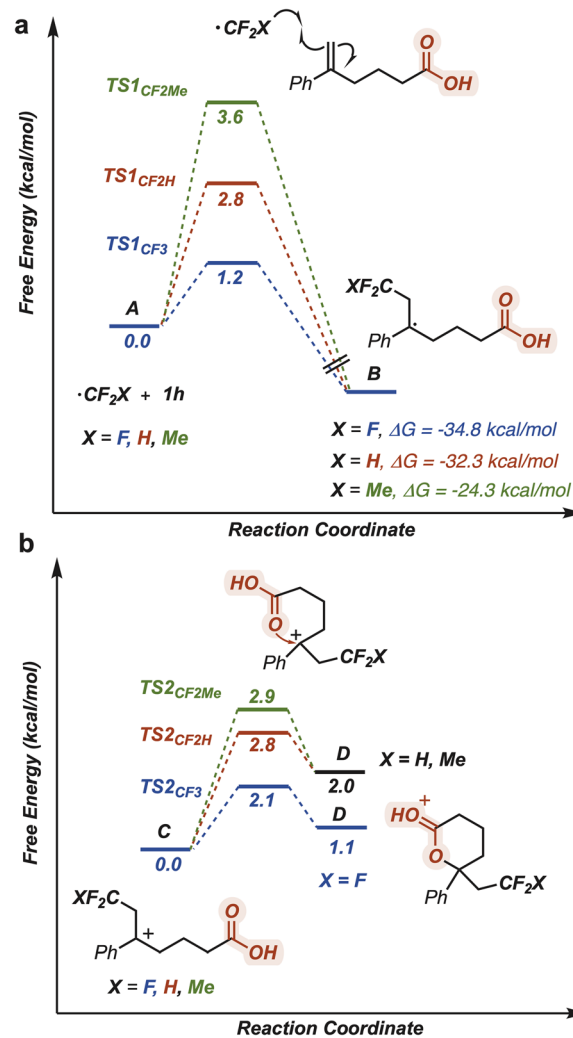 a
·CF2X
O
Ph
OH
Free Energy (kcal/mol)
TS1CF2Me
3.6
TS1CF2H
2.8
TS1CF3
1.2
A
0.0
XF2C
O
Ph
·
OH
B
·CF2X + 1h
X = F, H, Me
X = F, ΔG = -34.8 kcal/mol
X = H, ΔG = -32.3 kcal/mol
X = Me, ΔG = -24.3 kcal/mol
Reaction Coordinate
b
Free Energy (kcal/mol)
HO
O
+
Ph
CF2X
TS2CF2Me
2.9
TS2CF2H
2.8
D
X = H, Me
2.0
TS2CF3
2.1
C
0.0
D
1.1
X = F
+
HO
O
Ph
CF2X
XF2C
+
O
Ph
OH
X = F, H, Me
Reaction Coordinate